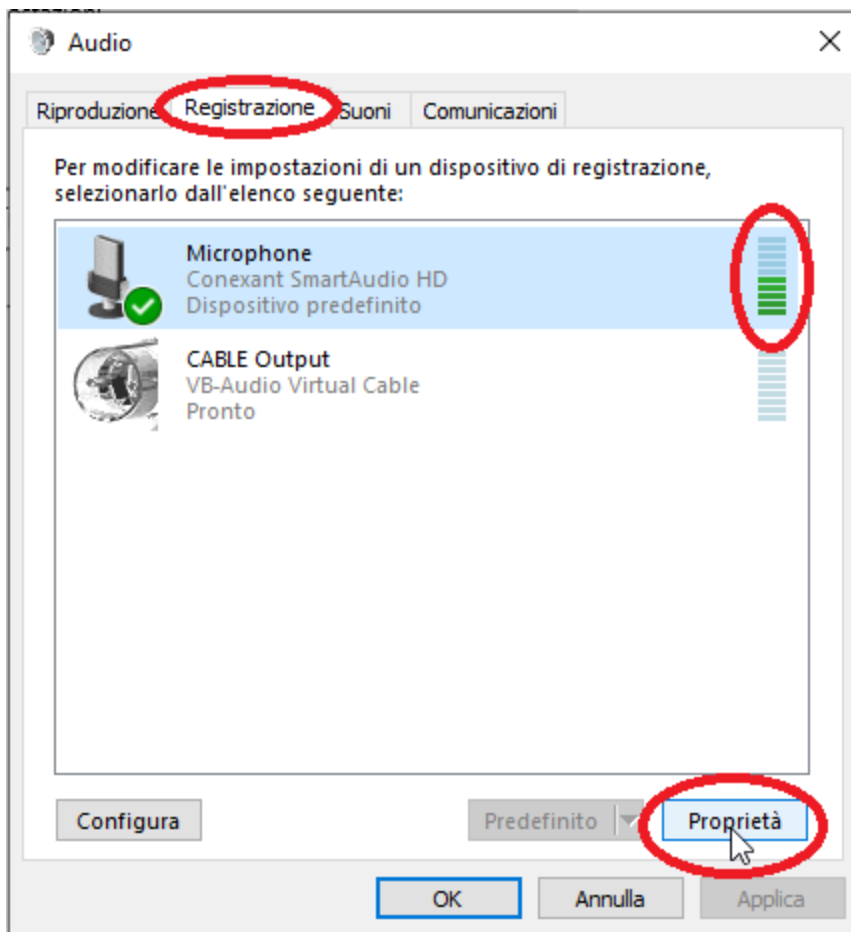 Audio
Riproduzione Registrazione Suoni Comunicazioni
Per modificare le impostazioni di un dispositivo di registrazione,
selezionarlo dall'elenco seguente:
Microphone
Conexant SmartAudio HD
Dispositivo predefinito
CABLE Output
VB-Audio Virtual Cable
Pronto
Configura Predefinito Proprietà
OK Annulla Applica